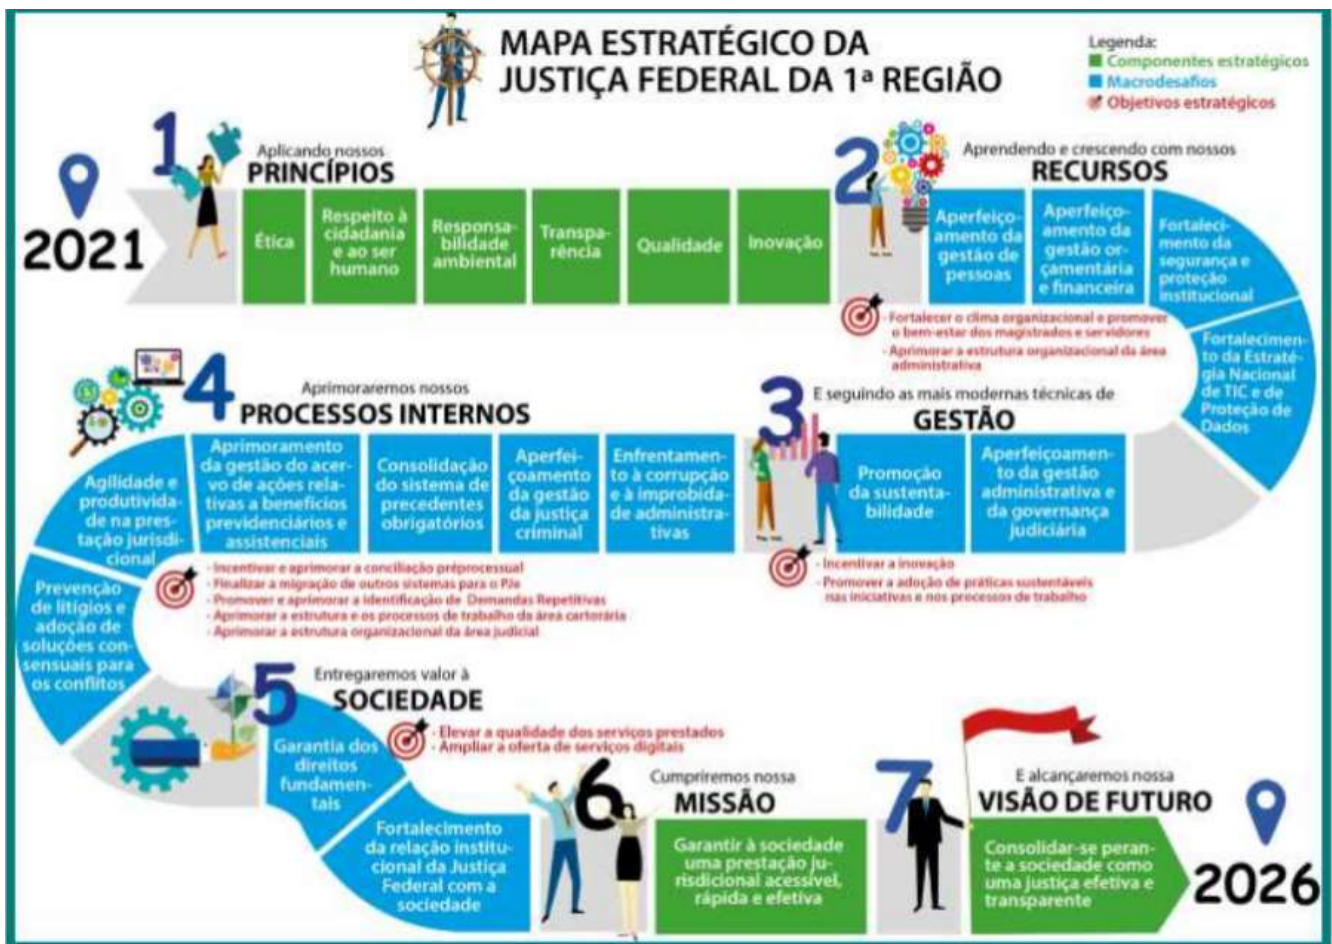 MAPA ESTRATÉGICO DA
JUSTIÇA FEDERAL DA 1ª REGIÃO
Legenda:
Componentes estratégicos
Macrodesafios
Objetivos estratégicos
2021
1
Aplicando nossos
PRINCÍPIOS
Ética
Respeito à
cidadania
e ao ser
humano
Responsa-
bilidade
ambiental
Transpa-
rência
Qualidade
Inovação
2
Aprendendo e crescendo com nossos
RECURSOS
Aperfeiço-
amento da
gestão de
pessoas
Aperfeiço-
amento da
gestão or-
çamentária
e financeira
Fortaleci-
mento da
segurança e
proteção
institucional
Fortalecimen-
to da Estraté-
gia Nacional
de TIC e de
Proteção de
Dados
- Fortalecer o clima organizacional e promover
o bem-estar dos magistrados e servidores
- Aprimorar a estrutura organizacional da área
administrativa
3
E seguindo as mais modernas técnicas de
GESTÃO
Promoção
da sustenta-
bilidade
Aperfeiçoamen-
to da gestão
administrativa e
da governança
judiciária
- Incentivar a inovação
- Promover a adoção de práticas sustentáveis
nas iniciativas e nos processos de trabalho
4
Aprimoraremos nossos
PROCESSOS INTERNOS
Enfrentamen-
to à corrupção
e à improbida-
de administra-
tivas
Aperfei-
çoamento
da gestão
da justiça
criminal
Consolidação
do sistema de
precedentes
obrigatórios
Aprimoramento
da gestão do acer-
vo de ações rela-
tivas a benefícios
previdenciários e
assistenciais
Agilidade e
produtivida-
de na pres-
tação jurisdi-
cional
Prevenção
de litígios e
adoção de
soluções con-
sensuais para
os conflitos
- Incentivar e aprimorar a conciliação préprocessual
- Finalizar a migração de outros sistemas para o PJe
- Promover e aprimorar a identificação de Demandas Repetitivas
- Aprimorar a estrutura e os processos de trabalho da área cartorária
- Aprimorar a estrutura organizacional da área judicial
5
Entregaremos valor à
SOCIEDADE
- Elevar a qualidade dos serviços prestados
- Ampliar a oferta de serviços digitais
Garantia dos
direitos
fundamen-
tais
Fortalecimento
da relação institu-
cional da Justiça
Federal com a
sociedade
6
Cumpriremos nossa
MISSÃO
Garantir à sociedade
uma prestação ju-
risdicional acessível,
rápida e efetiva
7
E alcançaremos nossa
VISÃO DE FUTURO
Consolidar-se peran-
te a sociedade como
uma justiça efetiva e
transparente
2026